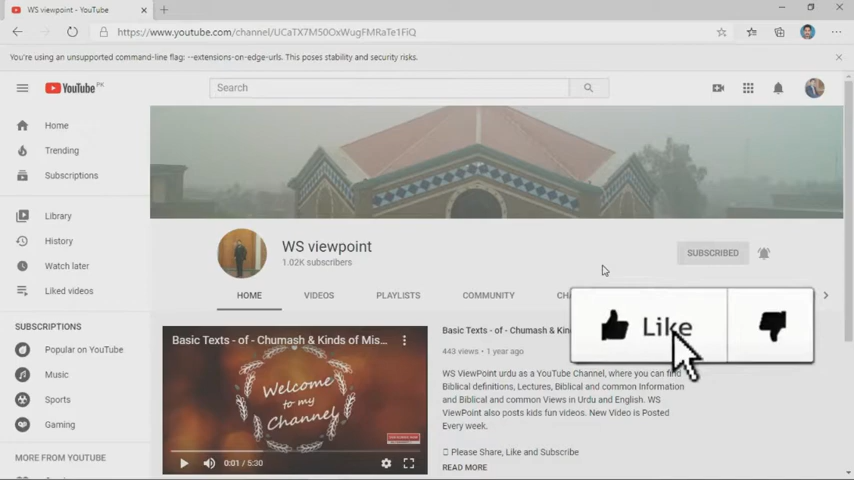 WS viewpoint - YouTube
https://www.youtube.com/channel/UCaTX7M50OxWugFMRaTe1FiQ
You're using an unsupported command-line flag: --extensions-on-edge-urls. This poses stability and security risks.
YouTube PK
Search
Home
Trending
Subscriptions
Library
History
Watch later
Liked videos
SUBSCRIPTIONS
Popular on YouTube
Music
Sports
Gaming
MORE FROM YOUTUBE
WS viewpoint
1.02K subscribers
SUBSCRIBED
HOME
VIDEOS
PLAYLISTS
COMMUNITY
Like
Basic Texts - of - Chumash & Kinds of Mis...
Welcome
to my
Channel
0:01 / 5:30
Basic Texts - of - Chumash & Kin
443 views • 1 year ago
WS ViewPoint urdu as a YouTube Channel, where you can find
Biblical definitions, Lectures, Biblical and common Information
and Biblical and common Views in Urdu and English. WS
ViewPoint also posts kids fun videos. New Video is Posted
Every week.
Please Share, Like and Subscribe
READ MORE